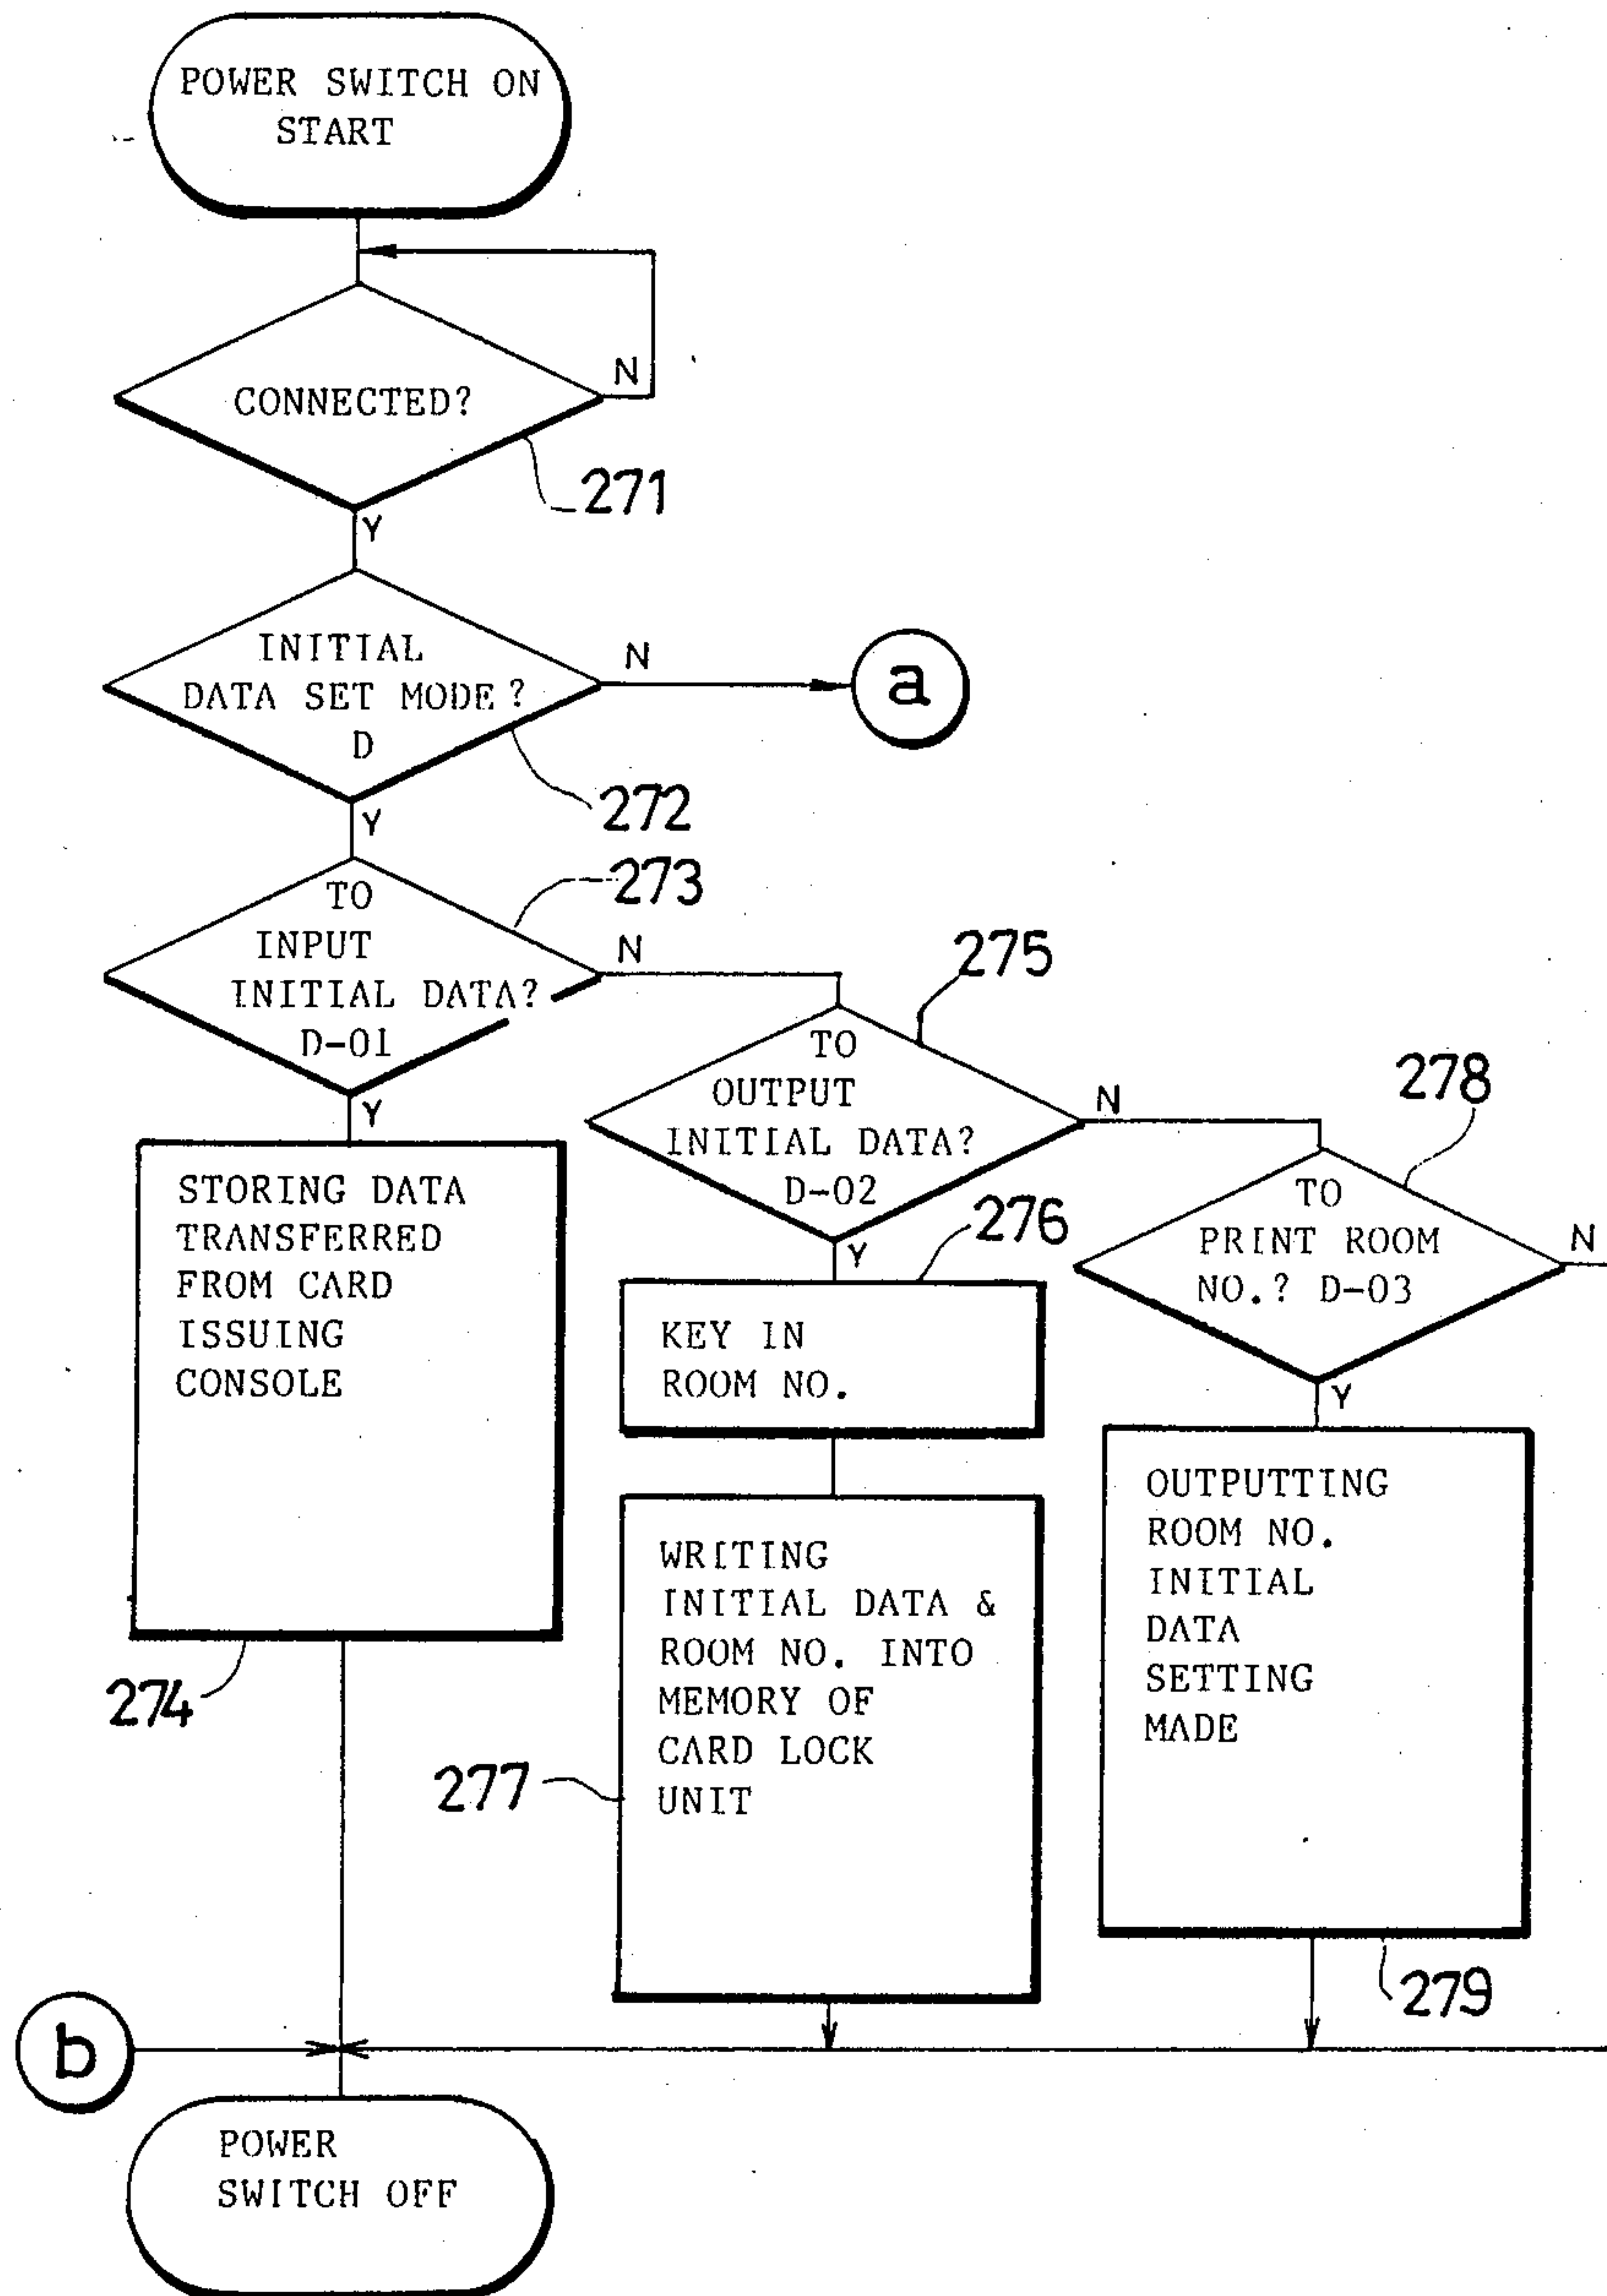 POWER SWITCH ON
START
N
CONNECTED?
271
Y
INITIAL
DATA SET MODE?
D
N
a
272
Y
273
TO
INPUT
INITIAL DATA?
D-01
N
Y
275
TO
OUTPUT
INITIAL DATA?
D-02
N
Y
278
TO
PRINT ROOM
NO.? D-03
N
Y
STORING DATA
TRANSFERRED
FROM CARD
ISSUING
CONSOLE
274
276
KEY IN
ROOM NO.
WRITING
INITIAL DATA &
ROOM NO. INTO
MEMORY OF
CARD LOCK
UNIT
277
OUTPUTTING
ROOM NO.
INITIAL
DATA
SETTING
MADE
279
b
POWER
SWITCH OFF